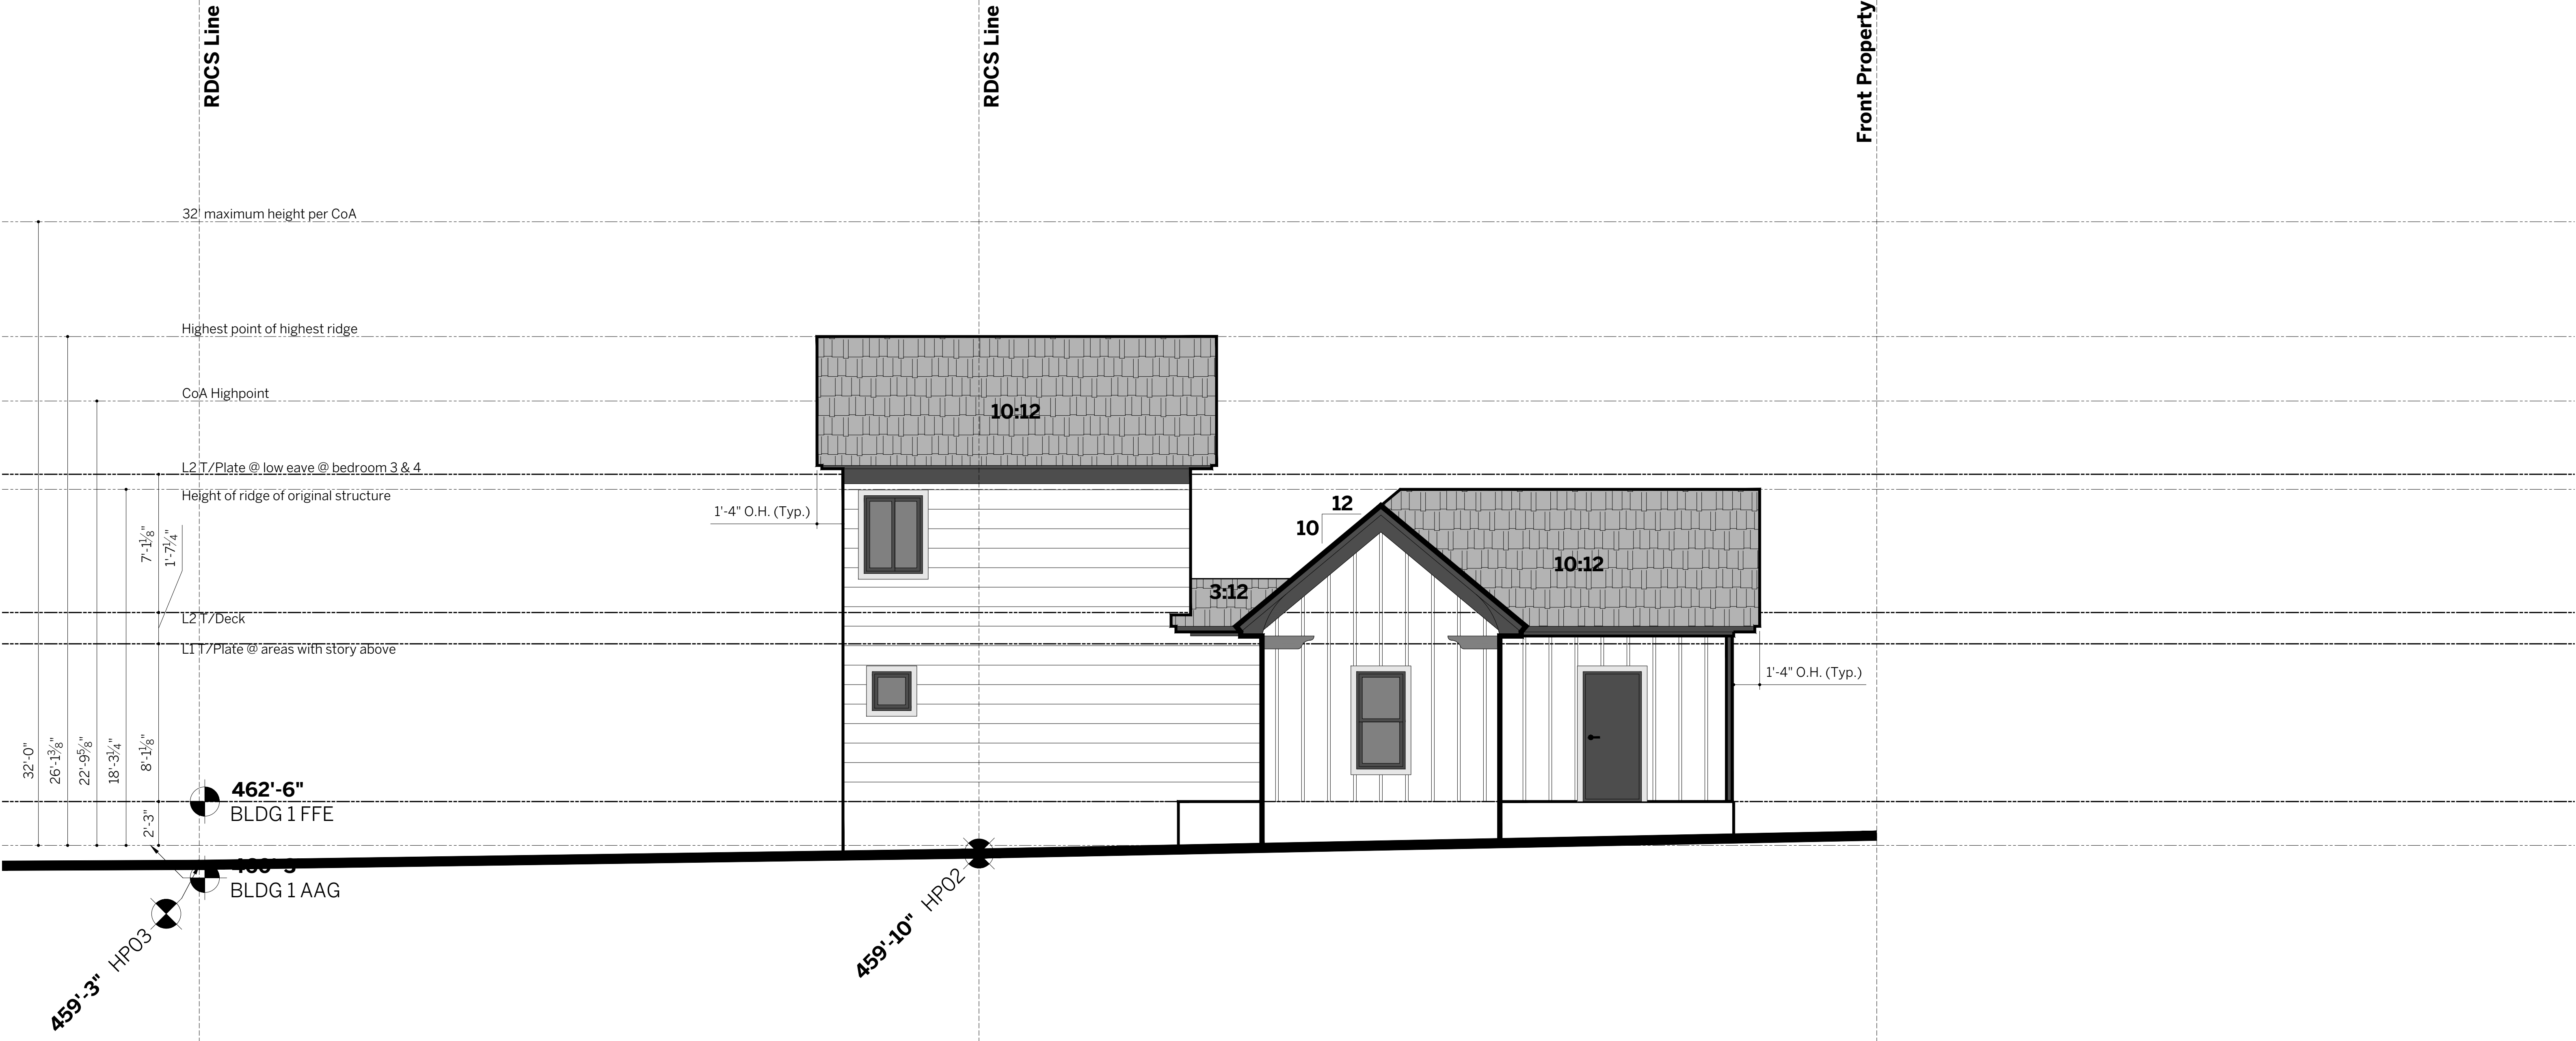 RDCS Line
RDCS Line
Front Property
32' maximum height per CoA
Highest point of highest ridge
CoA Highpoint
L2 T/Plate @ low eave @ bedroom 3 & 4
Height of ridge of original structure
L2 T/Deck
L1 T/Plate @ areas with story above
32'-0"
26'-1⅜"
22'-9⅝"
18'-3¼"
7'-1⅛"
1'-7¼"
8'-1⅛"
2'-3"
10:12
1'-4" O.H. (Typ.)
12
10
10:12
3:12
1'-4" O.H. (Typ.)
462'-6"
BLDG 1 FFE
BLDG 1 AAG
459'-3" HP03
459'-10" HP02